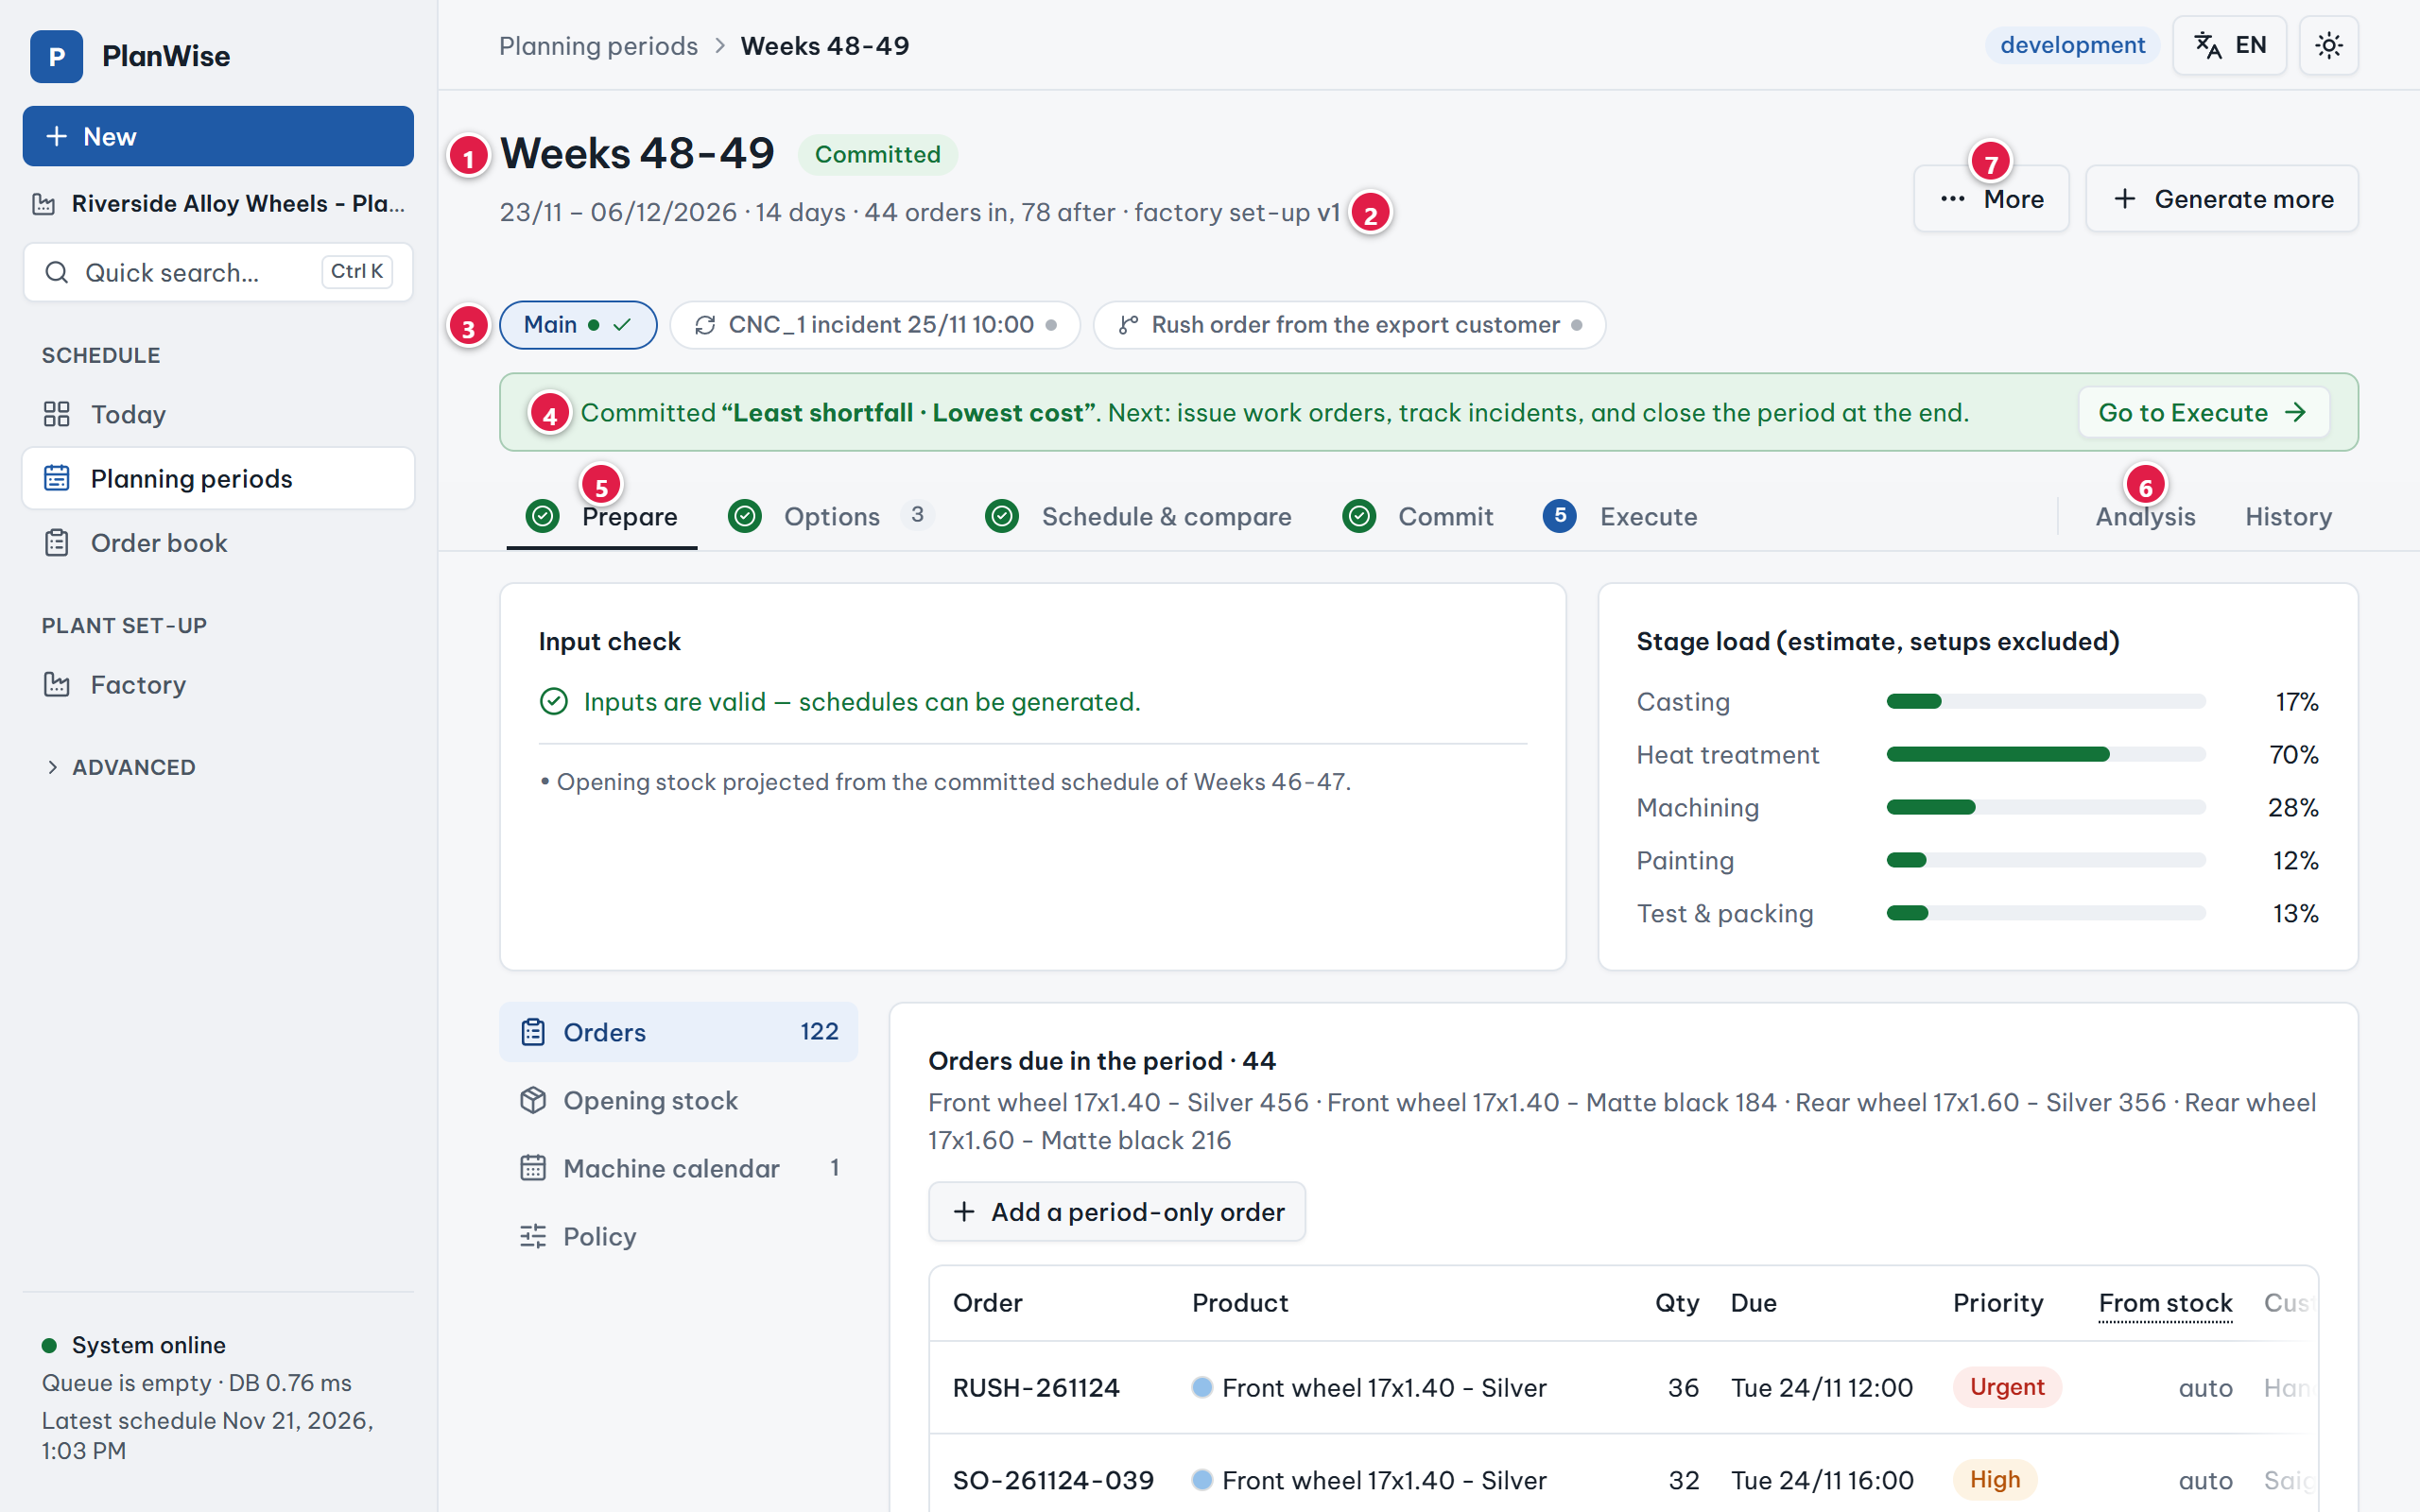 P PlanWise
+ New
Riverside Alloy Wheels - Pla...
Quick search... Ctrl K
SCHEDULE
Today
Planning periods
Order book
PLANT SET-UP
Factory
ADVANCED
System online
Queue is empty · DB 0.76 ms
Latest schedule Nov 21, 2026,
1:03 PM
Planning periods > Weeks 48-49
development EN
1 Weeks 48-49 Committed
23/11 – 06/12/2026 · 14 days · 44 orders in, 78 after · factory set-up v1 2
7
... More
+ Generate more
3 Main CNC_1 incident 25/11 10:00 Rush order from the export customer
4 Committed “Least shortfall · Lowest cost”. Next: issue work orders, track incidents, and close the period at the end. Go to Execute →
5 6
Prepare Options 3 Schedule & compare Commit 5 Execute Analysis History
Input check
Inputs are valid — schedules can be generated.
• Opening stock projected from the committed schedule of Weeks 46-47.
Stage load (estimate, setups excluded)
Casting 17%
Heat treatment 70%
Machining 28%
Painting 12%
Test & packing 13%
Orders 122
Opening stock
Machine calendar 1
Policy
Orders due in the period · 44
Front wheel 17x1.40 - Silver 456 · Front wheel 17x1.40 - Matte black 184 · Rear wheel 17x1.60 - Silver 356 · Rear wheel
17x1.60 - Matte black 216
+ Add a period-only order
Order Product Qty Due Priority From stock Cus
RUSH-261124 Front wheel 17x1.40 - Silver 36 Tue 24/11 12:00 Urgent auto Han
SO-261124-039 Front wheel 17x1.40 - Silver 32 Tue 24/11 16:00 High auto Saig